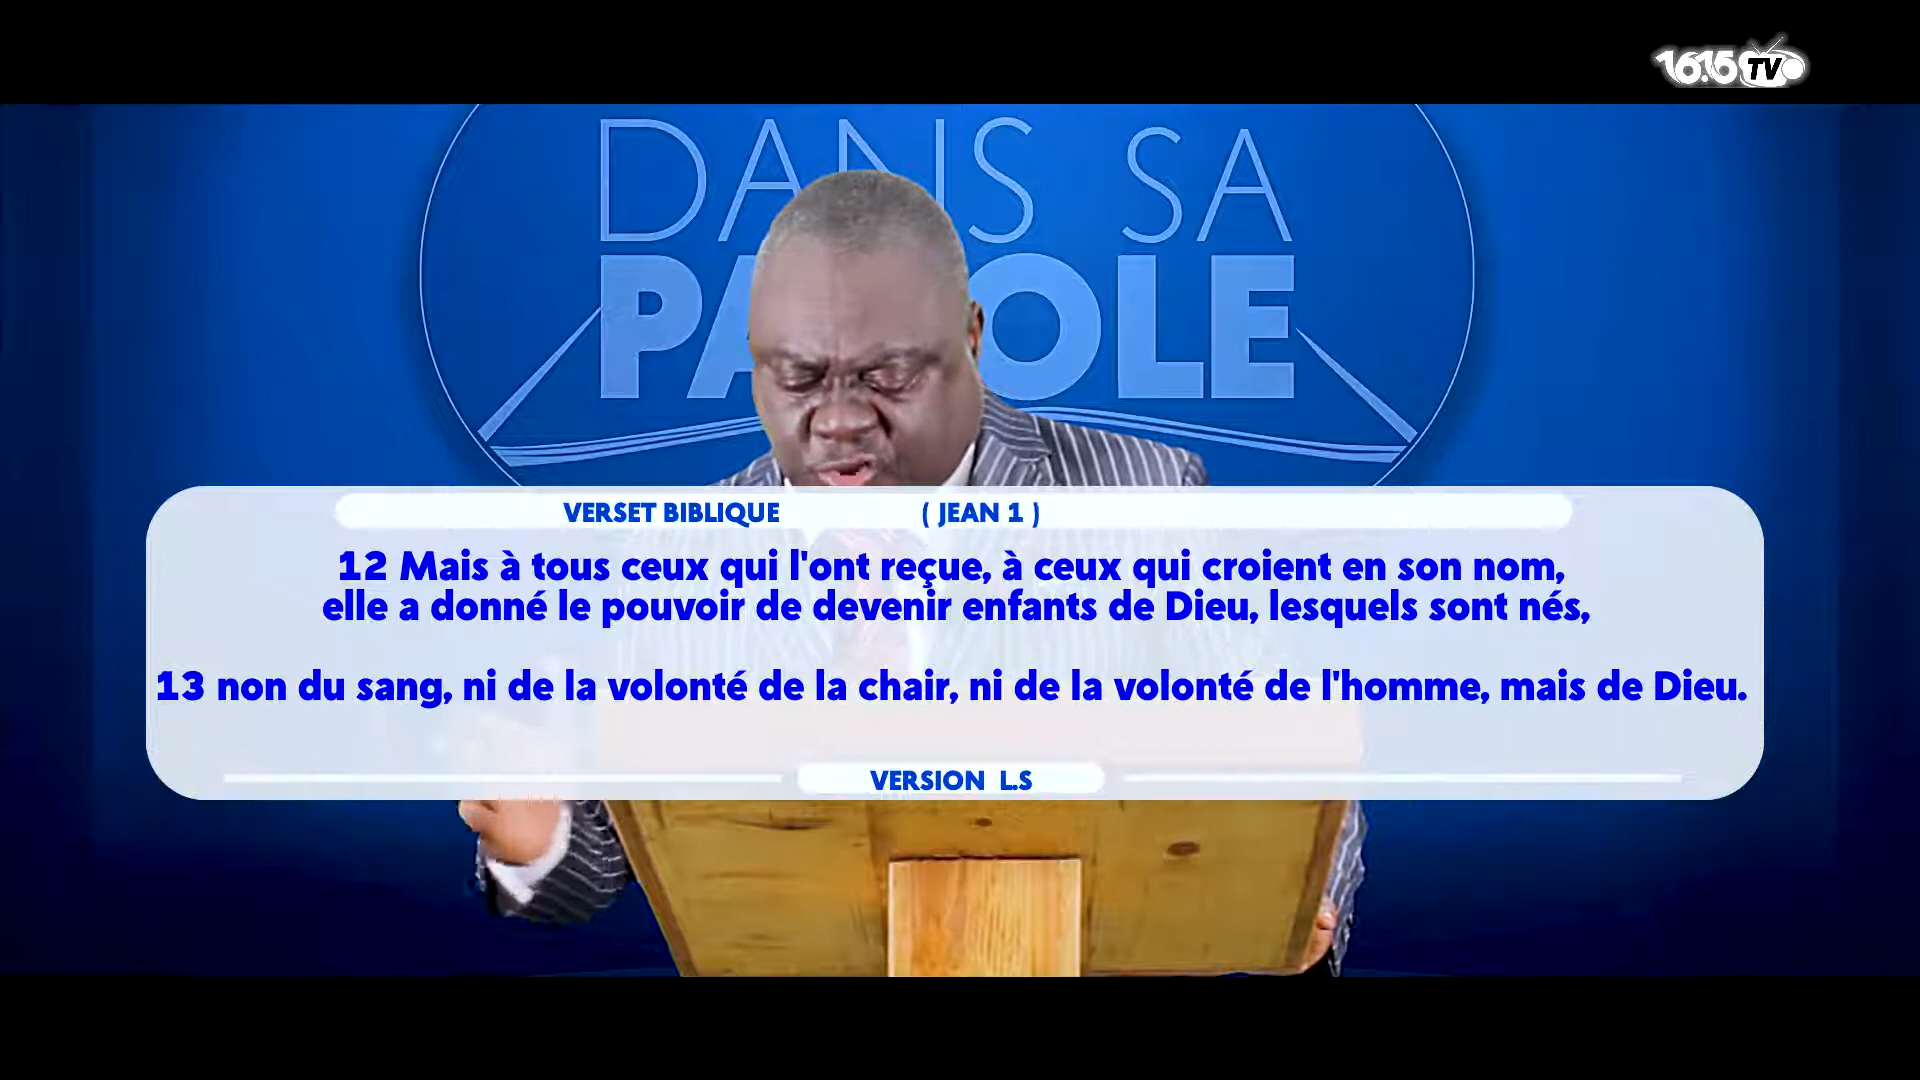 16.15 TV
DANS SA
PAROLE
VERSET BIBLIQUE ( JEAN 1 )
12 Mais à tous ceux qui l'ont reçue, à ceux qui croient en son nom,
elle a donné le pouvoir de devenir enfants de Dieu, lesquels sont nés,
13 non du sang, ni de la volonté de la chair, ni de la volonté de l'homme, mais de Dieu.
VERSION L.S